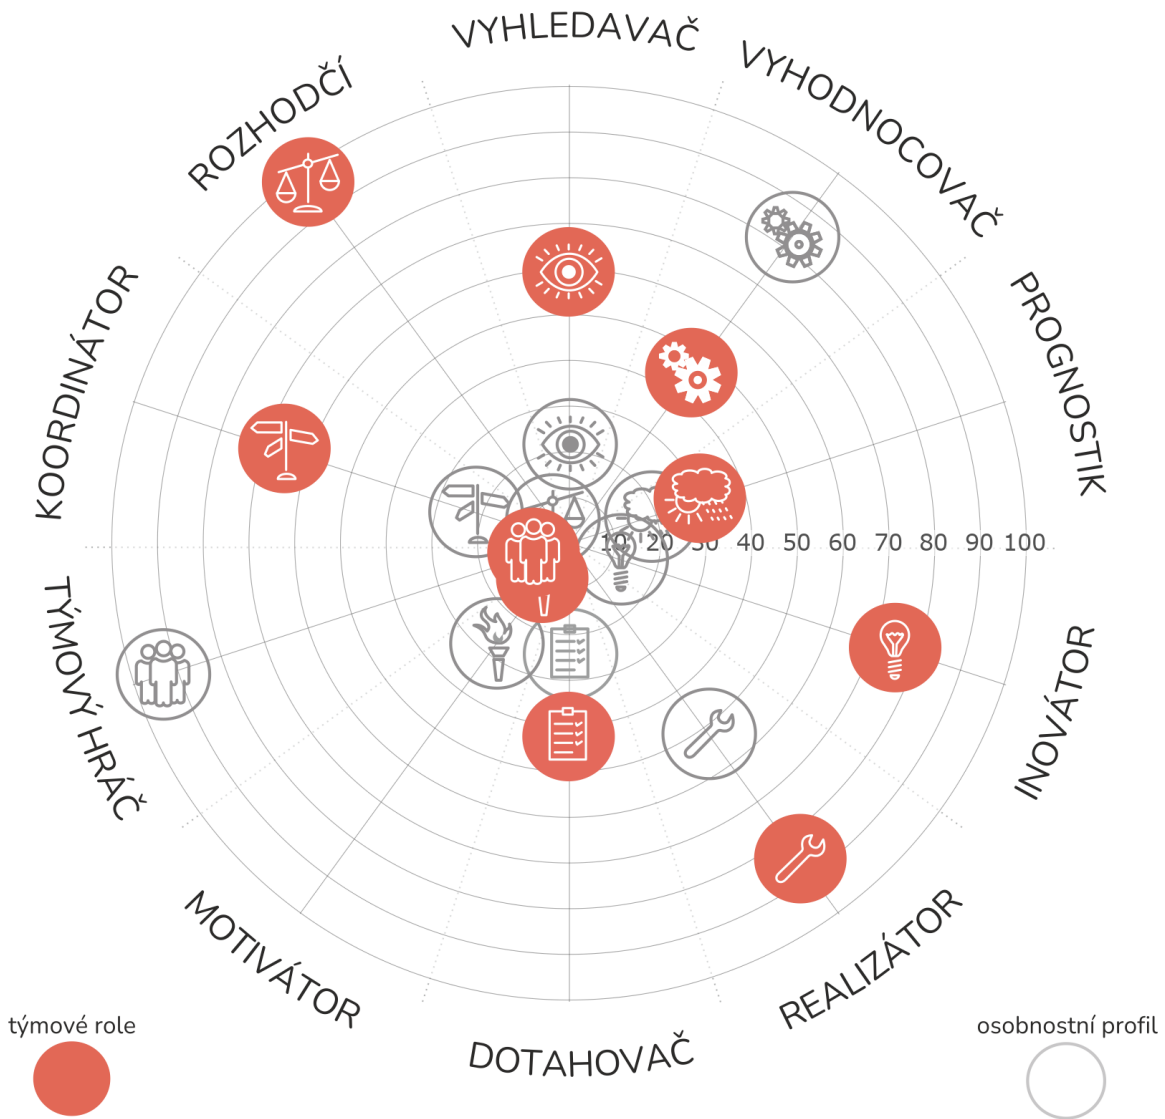 VYHLEDAVAČ
VYHODNOCOVAČ
ROZHODČÍ
KOORDINÁTOR
PROGNOSTIK
10 20 30 40 50 60 70 80 90 100
TÝMOVÝ HRÁČ
INOVÁTOR
MOTIVÁTOR
REALIZÁTOR
DOTAHOVAČ
týmové role
osobnostní profil